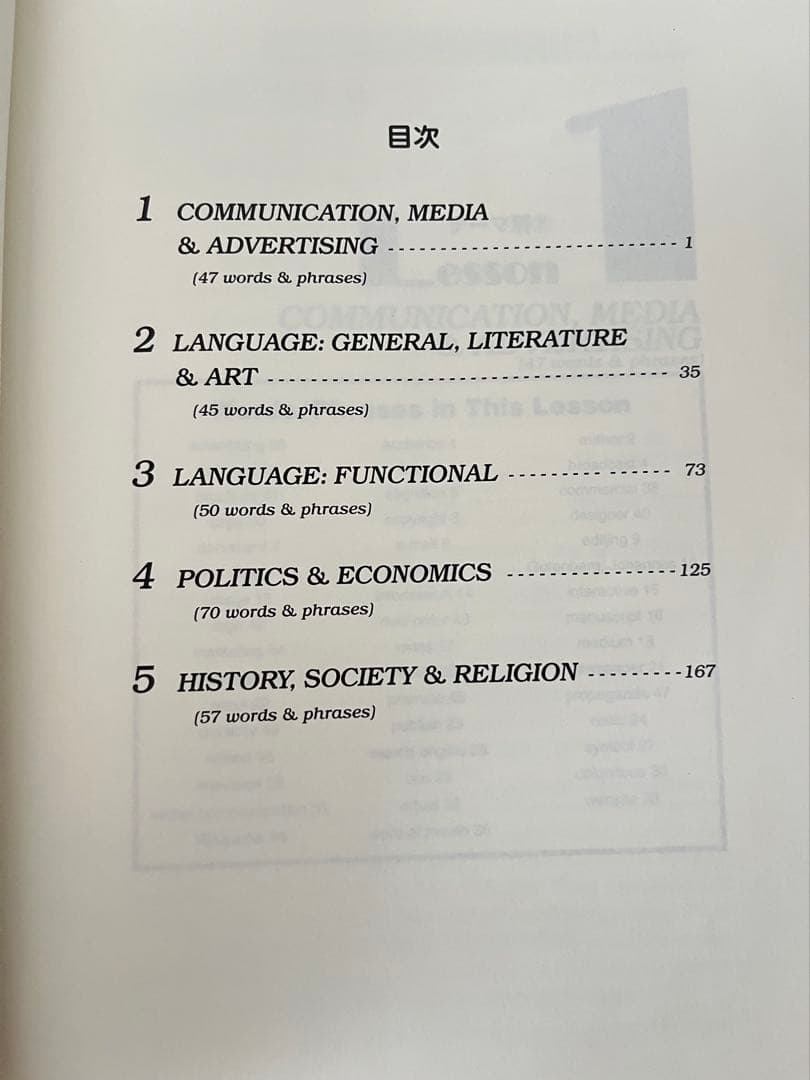 目次
1 COMMUNICATION, MEDIA
& ADVERTISING ---------------------------- 1
(47 words & phrases)
2 LANGUAGE: GENERAL, LITERATURE
& ART -------------------------------------- 35
(45 words & phrases)
3 LANGUAGE: FUNCTIONAL ---------------- 73
(50 words & phrases)
4 POLITICS & ECONOMICS ----------------125
(70 words & phrases)
5 HISTORY, SOCIETY & RELIGION ---------167
(57 words & phrases)